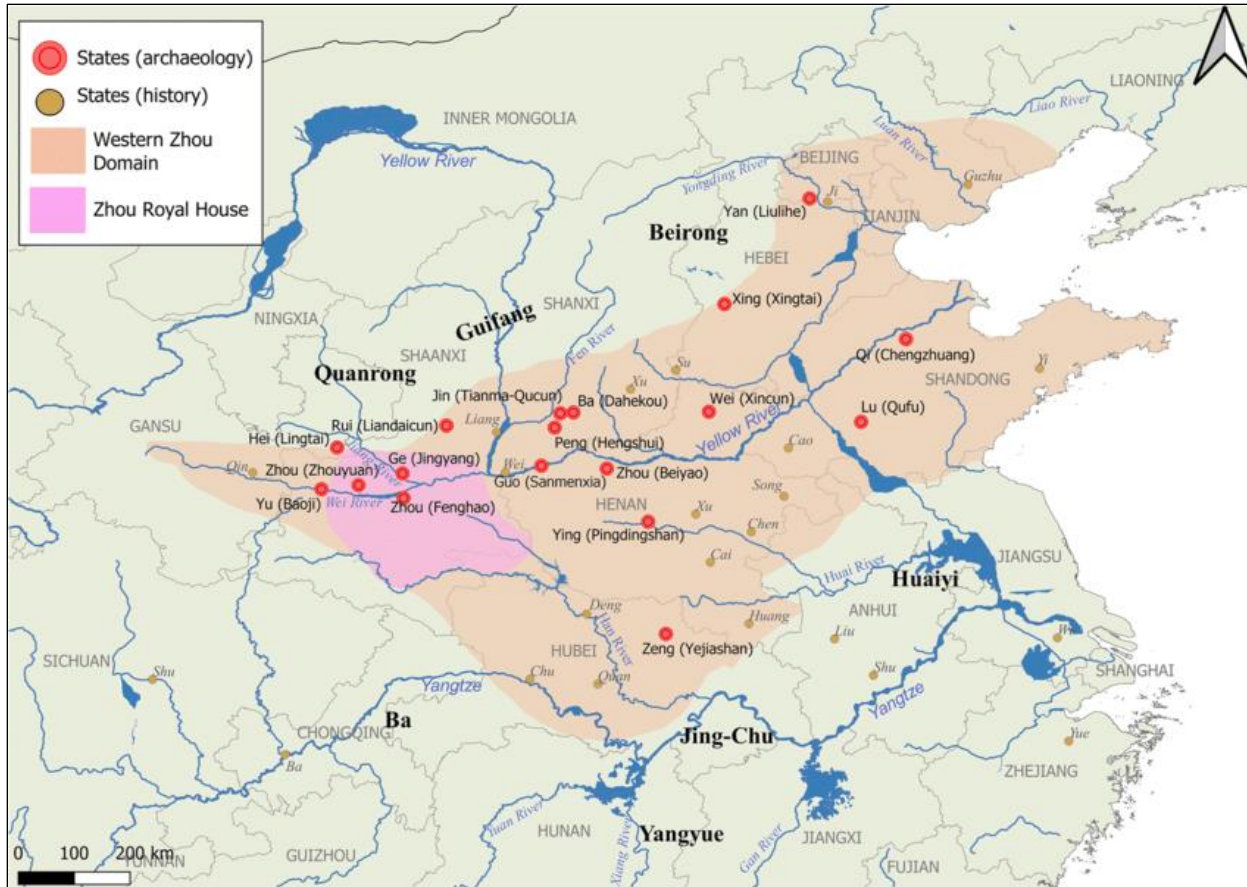 States (archaeology)
States (history)
Western Zhou
Domain
Zhou Royal House
INNER MONGOLIA
Yellow River
LIAONING
Liao River
Luan River
BEIJING
Yongding River
Guzhu
Ji
Yan (Liulihe)
TIANJIN
Beirong
HEBEI
Xing (Xingtai)
SHANXI
NINGXIA
Guifang
Fen River
Qi (Chengzhuang)
SHAANXI
Su
Yi
Quanrong
Xu
SHANDONG
Jin (Tianma-Qucun)
Ba (Dahekou)
Wei (Xincun)
Lu (Qufu)
Rui (Liandaicun)
Liang
Yellow River
GANSU
Peng (Hengshui)
Hei (Lingtai)
Cao
Ge (Jingyang)
Wei
Qin
Zhou (Zhouyuan)
Guo (Sanmenxia)
Zhou (Beiyao)
Song
Yu (Baoji)
Wei River
Zhou (Fenghao)
HENAN
Xu
Ying (Pingdingshan)
Chen
JIANGSU
Cai
Huai River
Huaiyi
Deng
ANHUI
Huang
Han River
Liu
Zeng (Yejiashan)
SICHUAN
HUBEI
SHANGHAI
Shu
Chu
Shu
Yangtze
Yangtze
Ba
CHONGQING
Jing-Chu
Yue
Ba
ZHEJIANG
Yuan River
HUNAN
Yangyue
Xiang River
Gan River
JIANGXI
0 100 200 km
YUNNAN
GUIZHOU
FUJIAN